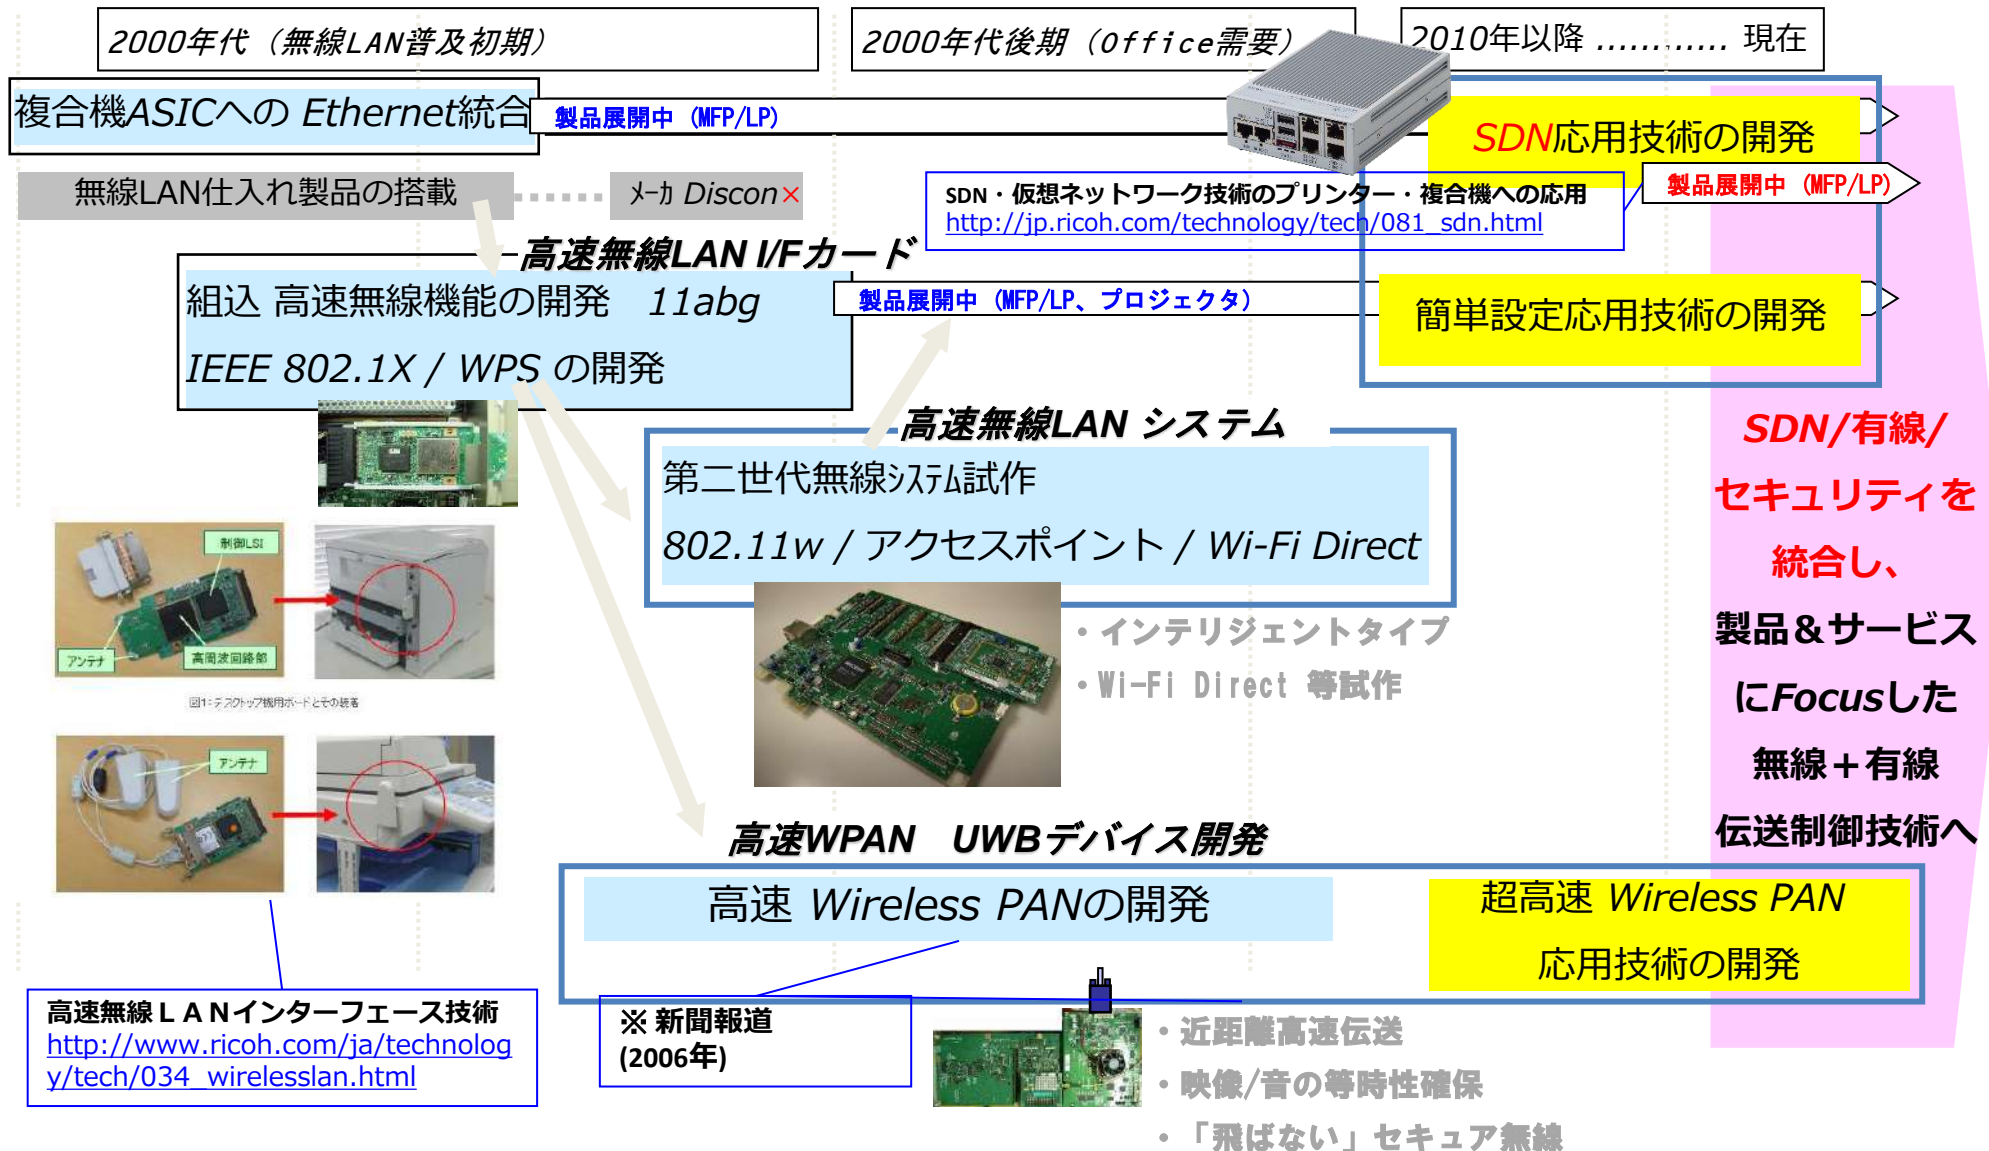 2000年代（無線LAN普及初期）
2000年代後期（Office需要）
2010年以降 ............ 現在
複合機ASICへの Ethernet統合
製品展開中（MFP/LP）
SDN応用技術の開発
製品展開中（MFP/LP）
無線LAN仕入れ製品の搭載
ﾒｰｶ Discon×
SDN・仮想ネットワーク技術のプリンター・複合機への応用
http://jp.ricoh.com/technology/tech/081_sdn.html
高速無線LAN I/Fカード
組込 高速無線機能の開発　11abg
IEEE 802.1X / WPS の開発
製品展開中（MFP/LP、プロジェクタ）
簡単設定応用技術の開発
高速無線LAN システム
第二世代無線ｼｽﾃﾑ試作
802.11w / アクセスポイント / Wi-Fi Direct
・インテリジェントタイプ
・Wi-Fi Direct 等試作
制御LSI
アンテナ
高周波回路部
図1:デスクトップ機用ボードとその装着
アンテナ
SDN/有線/
セキュリティを
統合し、
製品＆サービス
にFocusした
無線＋有線
伝送制御技術へ
高速WPAN　UWBデバイス開発
高速 Wireless PANの開発
超高速 Wireless PAN
応用技術の開発
高速無線ＬＡＮインターフェース技術
http://www.ricoh.com/ja/technolog
y/tech/034_wirelesslan.html
※ 新聞報道
(2006年)
・近距離高速伝送
・映像/音の等時性確保
・「飛ばない」セキュア無線